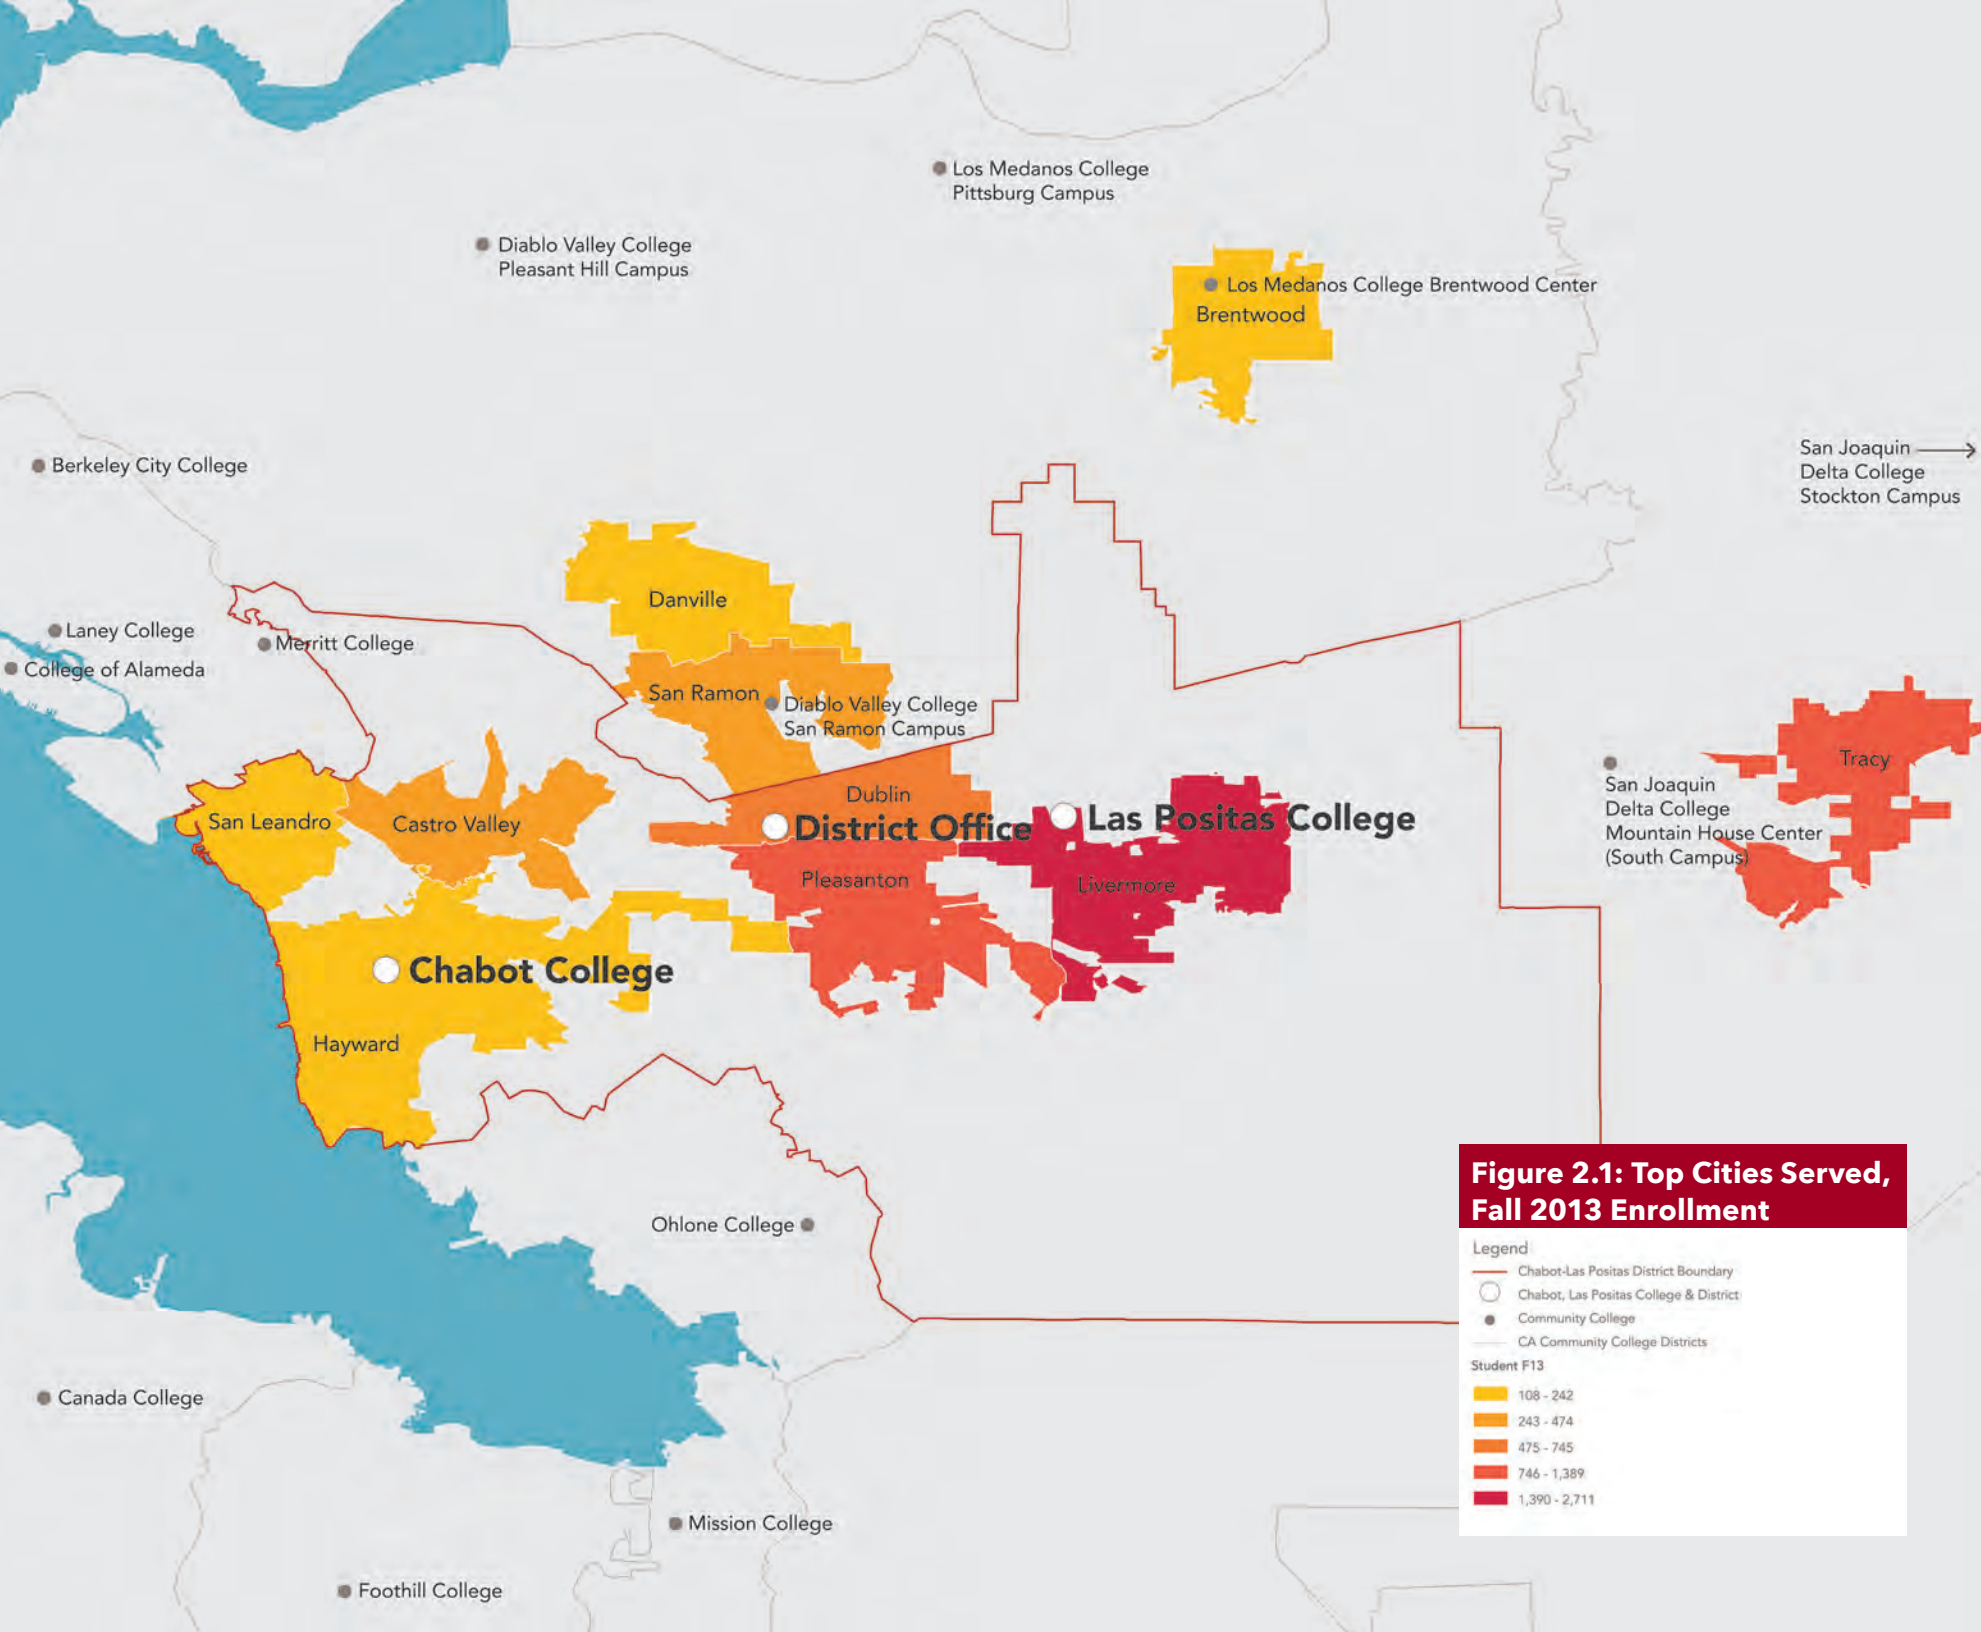 Los Medanos College
Pittsburg Campus
Diablo Valley College
Pleasant Hill Campus
Los Medanos College Brentwood Center
Brentwood
San Joaquin
Delta College
Stockton Campus
Berkeley City College
Danville
Laney College
Merritt College
College of Alameda
San Ramon
Diablo Valley College
San Ramon Campus
Tracy
San Joaquin
Delta College
Mountain House Center
(South Campus)
Dublin
San Leandro
Castro Valley
District Office
Las Positas College
Pleasanton
Livermore
Chabot College
Hayward
Ohlone College
Canada College
Mission College
Foothill College
Figure 2.1: Top Cities Served,
Fall 2013 Enrollment
Legend
Chabot-Las Positas District Boundary
Chabot, Las Positas College & District
Community College
CA Community College Districts
Student F13
108 - 242
243 - 474
475 - 745
746 - 1,389
1,390 - 2,711